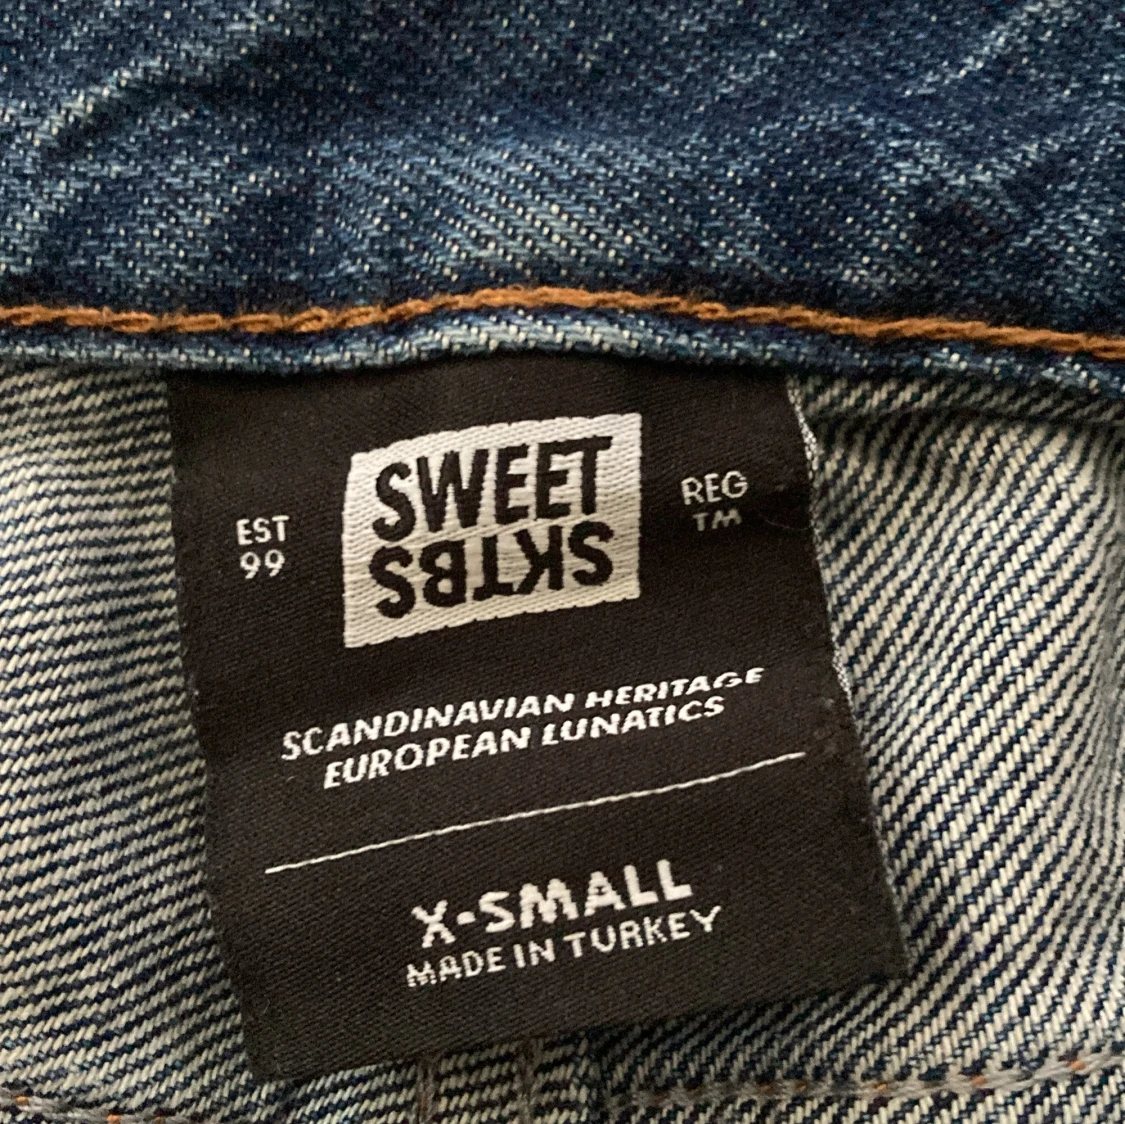 SWEET
SKTBS
EST
99
REG
TM
SCANDINAVIAN HERITAGE
EUROPEAN LUNATICS
X-SMALL
MADE IN TURKEY